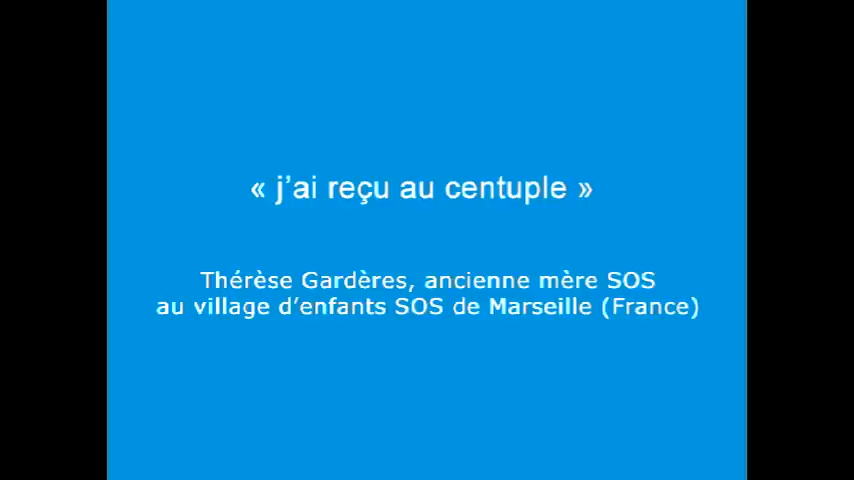 « j’ai reçu au centuple »
Thérèse Gardères, ancienne mère SOS
au village d’enfants SOS de Marseille (France)